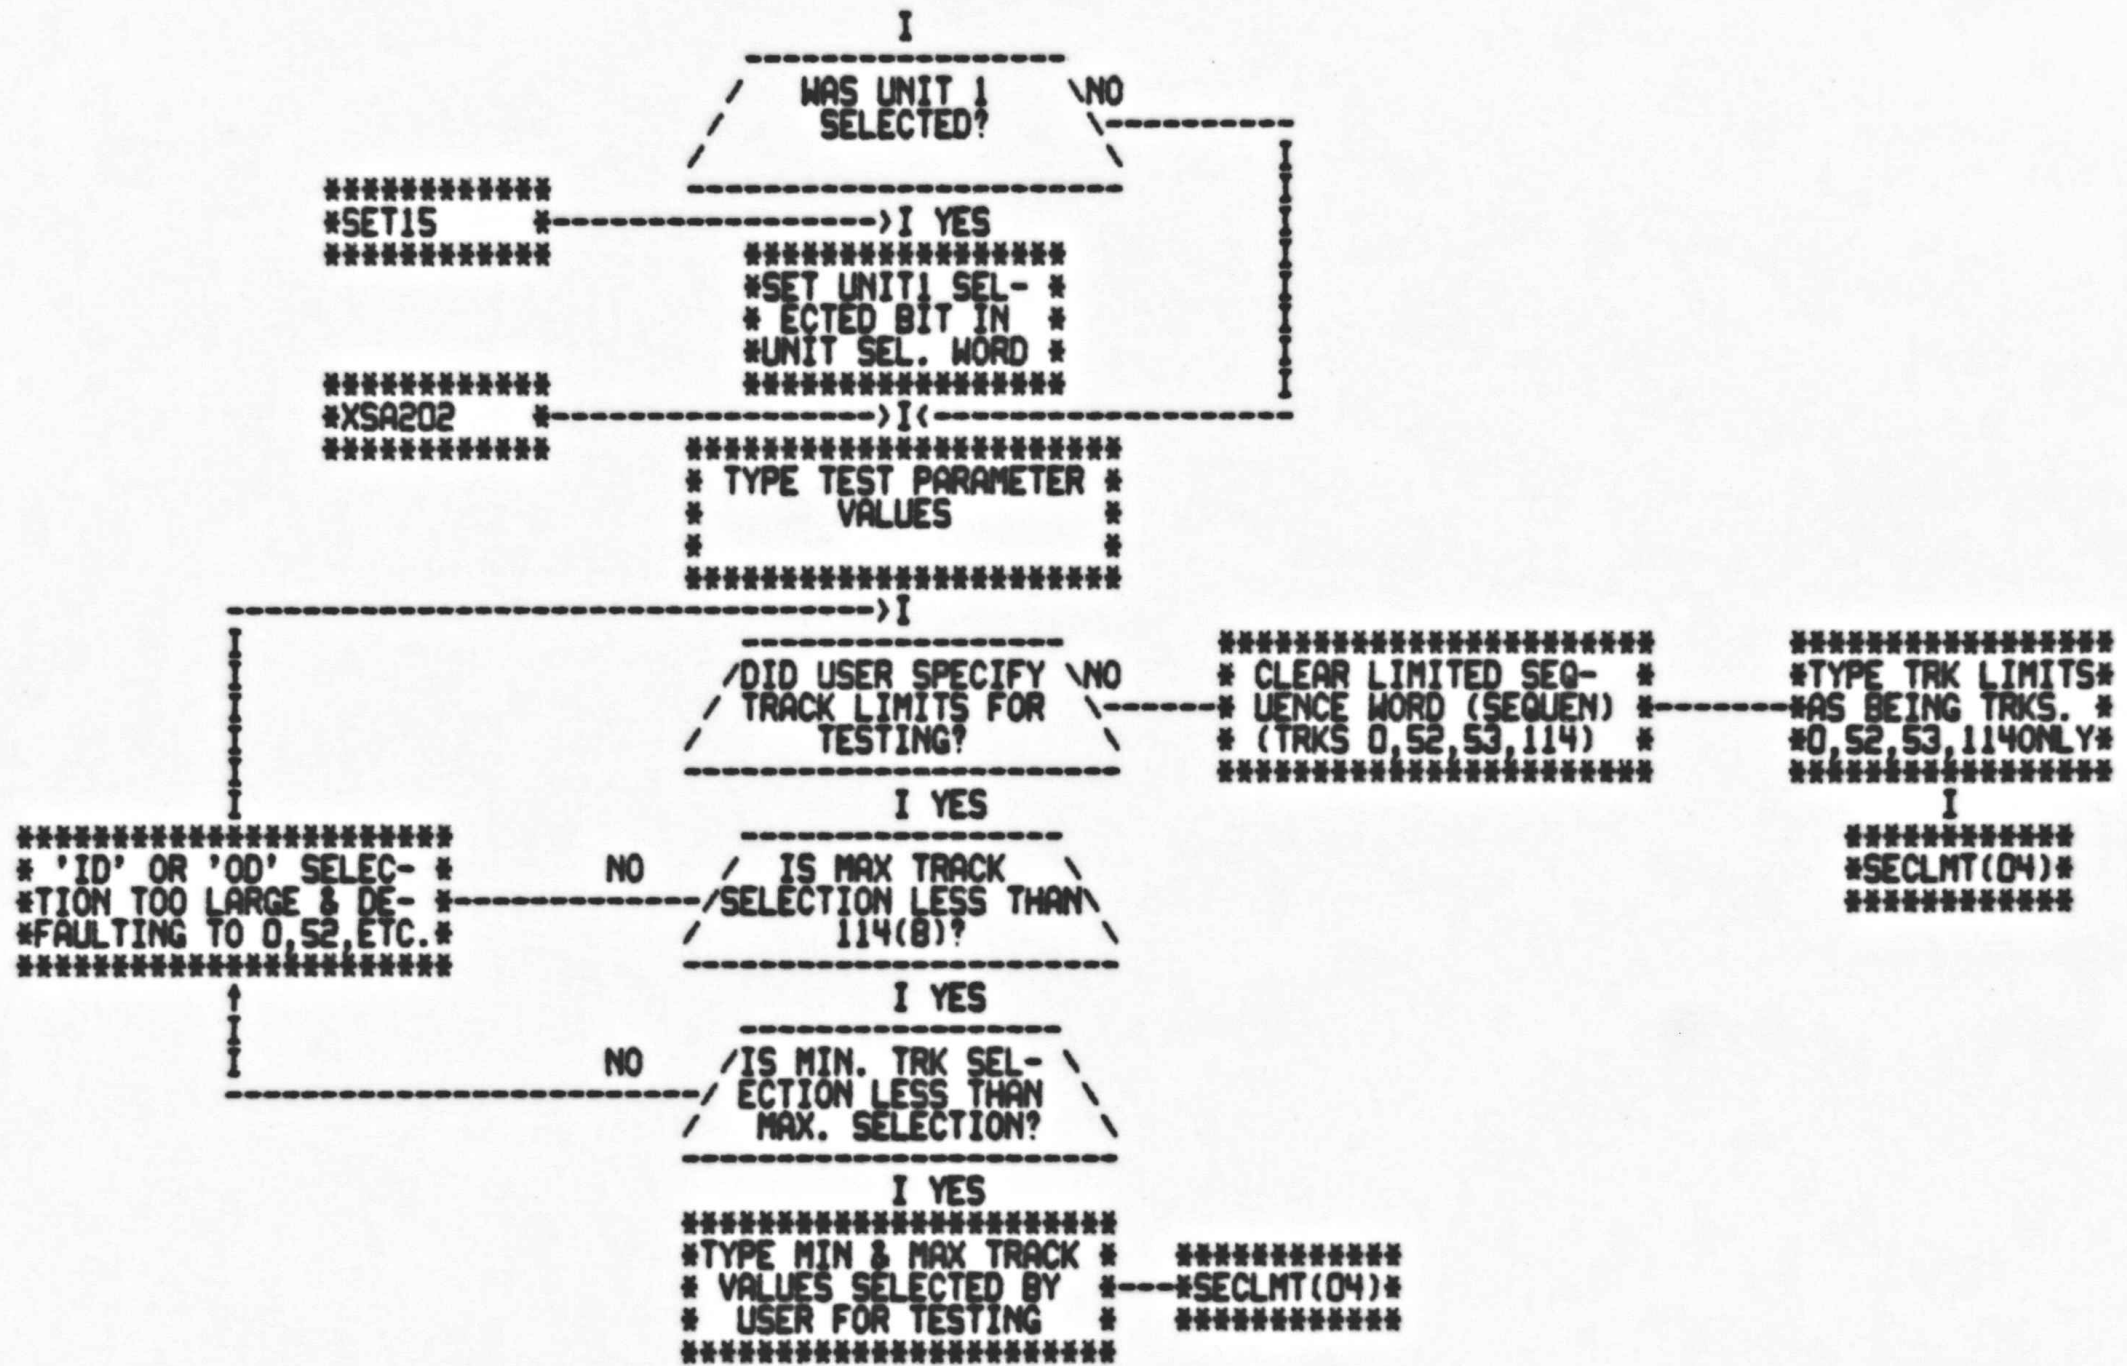 WAS UNIT 1
SELECTED?
NO
*SET15 *
YES
*SET UNIT1 SEL- *
* ECTED BIT IN *
*UNIT SEL. WORD *
*XSA202 *
* TYPE TEST PARAMETER *
* VALUES *
DID USER SPECIFY
TRACK LIMITS FOR
TESTING?
NO
* CLEAR LIMITED SEQ- *
* UENCE WORD (SEQUEN) *
* (TRKS 0,52,53,114) *
*TYPE TRK LIMITS*
*AS BEING TRKS. *
*0,52,53,114ONLY*
*SECLMT(04)*
YES
IS MAX TRACK
SELECTION LESS THAN
114(8)?
NO
* 'ID' OR 'OD' SELEC- *
*TION TOO LARGE & DE- *
*FAULTING TO 0,52,ETC.*
YES
IS MIN. TRK SEL-
ECTION LESS THAN
MAX. SELECTION?
NO
YES
*TYPE MIN & MAX TRACK *
* VALUES SELECTED BY *
* USER FOR TESTING *
*SECLMT(04)*